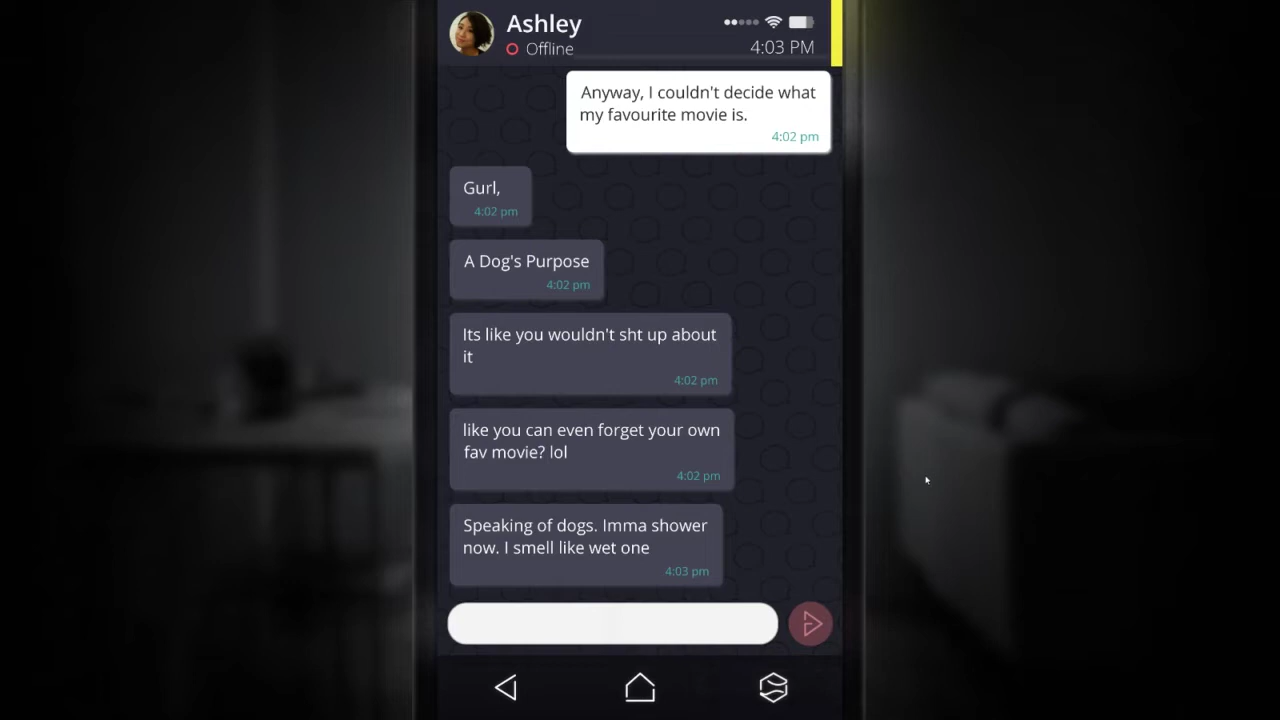 Ashley
Offline
4:03 PM
Anyway, I couldn't decide what
my favourite movie is.
4:02 pm
Gurl,
4:02 pm
A Dog's Purpose
4:02 pm
Its like you wouldn't sht up about
it
4:02 pm
like you can even forget your own
fav movie? lol
4:02 pm
Speaking of dogs. Imma shower
now. I smell like wet one
4:03 pm